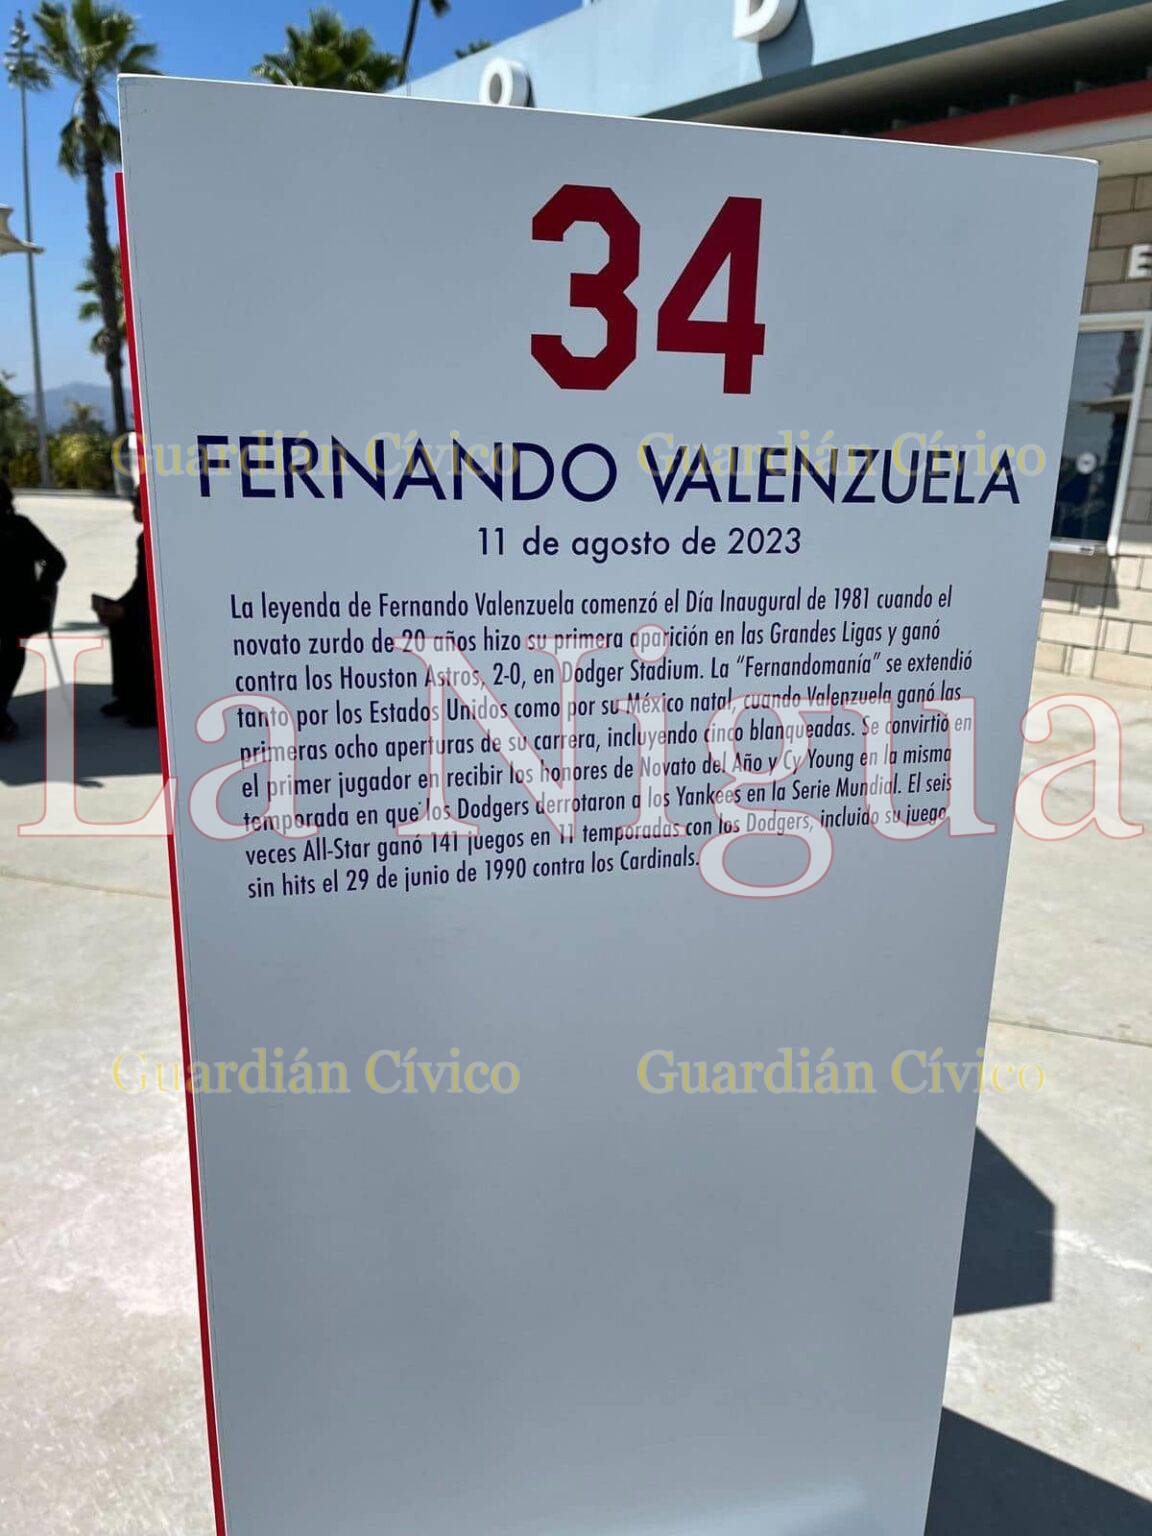 O
D
E
34
FERNANDO VALENZUELA
Guardián Cívico Guardián Cívico
11 de agosto de 2023
La leyenda de Fernando Valenzuela comenzó el Día Inaugural de 1981 cuando el
novato zurdo de 20 años hizo su primera aparición en las Grandes Ligas y ganó
contra los Houston Astros, 2-0, en Dodger Stadium. La “Fernandomanía” se extendió
tanto por los Estados Unidos como por su México natal, cuando Valenzuela ganó las
primeras ocho aperturas de su carrera, incluyendo cinco blanqueadas. Se convirtió en
el primer jugador en recibir los honores de Novato del Año y Cy Young en la misma
temporada en que los Dodgers derrotaron a los Yankees en la Serie Mundial. El seis
veces All-Star ganó 141 juegos en 11 temporadas con los Dodgers, incluido su juego
sin hits el 29 de junio de 1990 contra los Cardinals.
La Nigua
Guardián Cívico Guardián Cívico